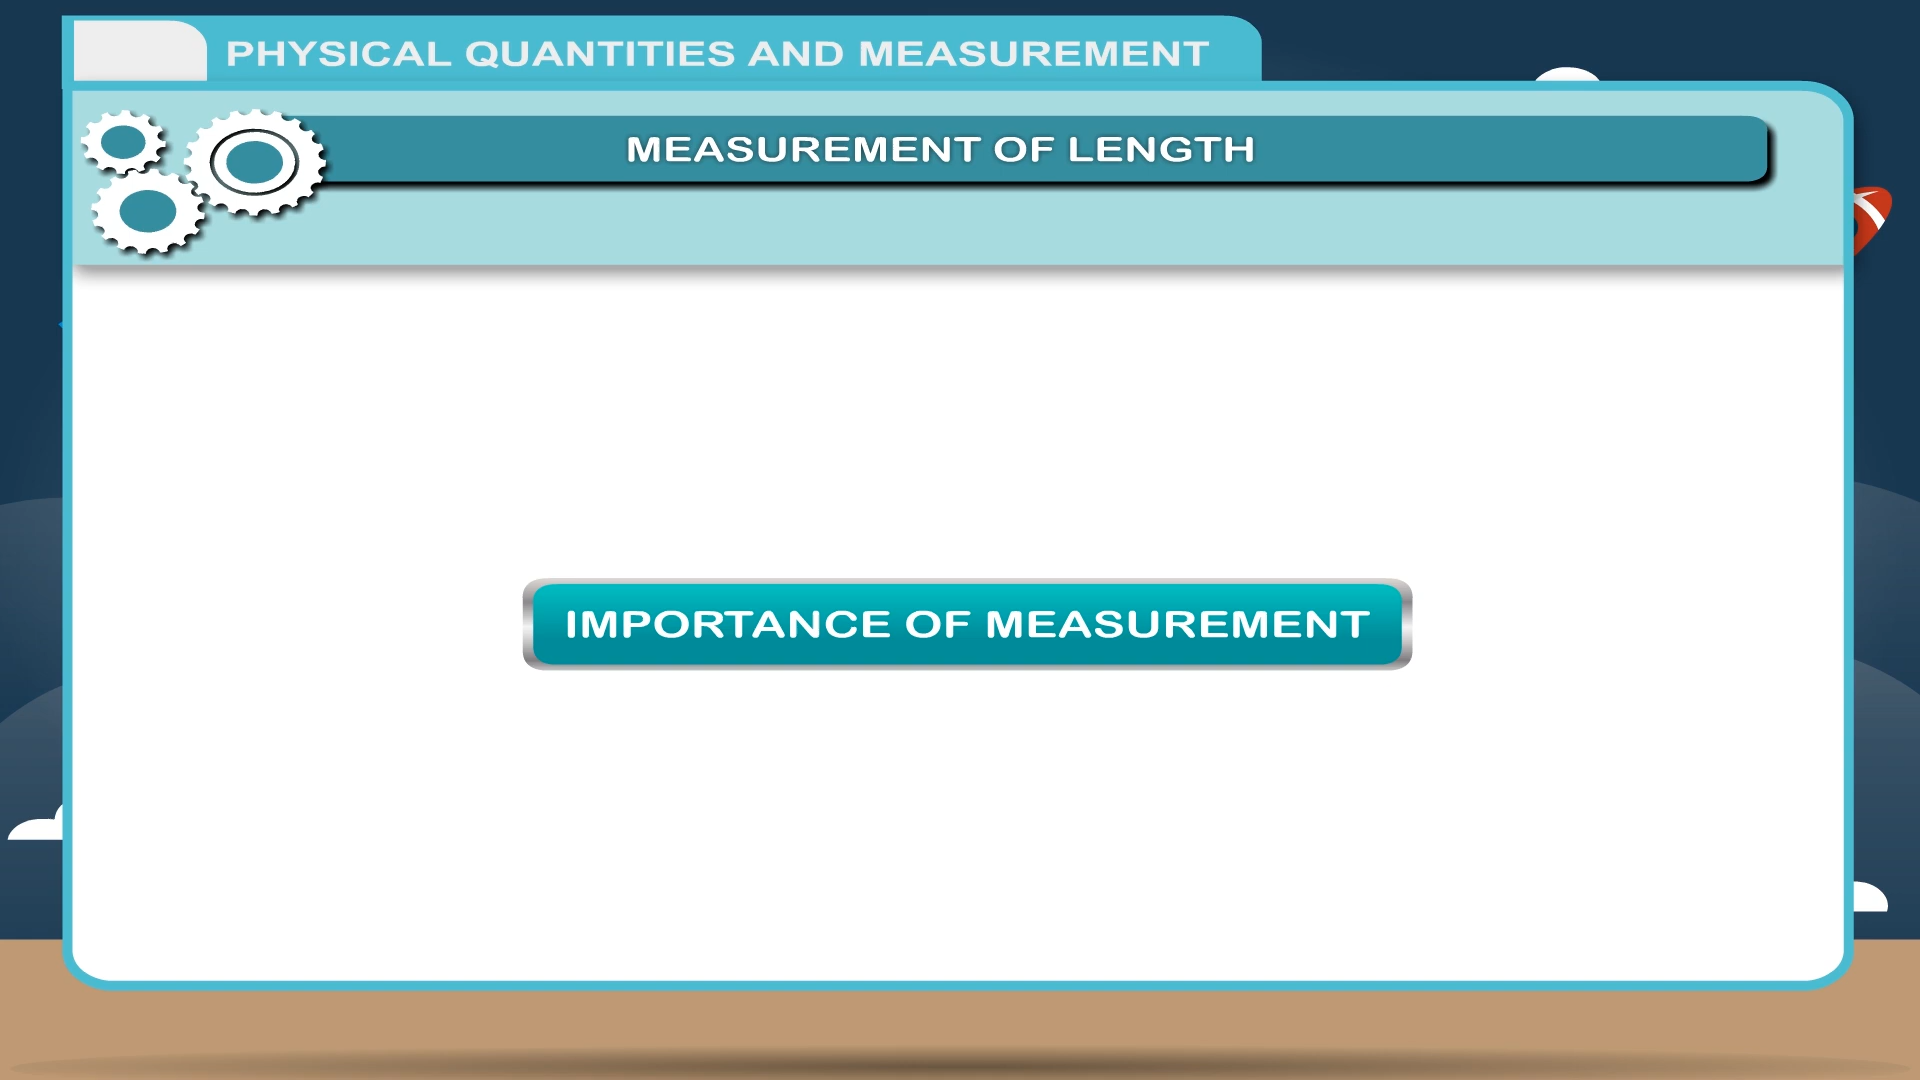 PHYSICAL QUANTITIES AND MEASUREMENT
MEASUREMENT OF LENGTH
IMPORTANCE OF MEASUREMENT